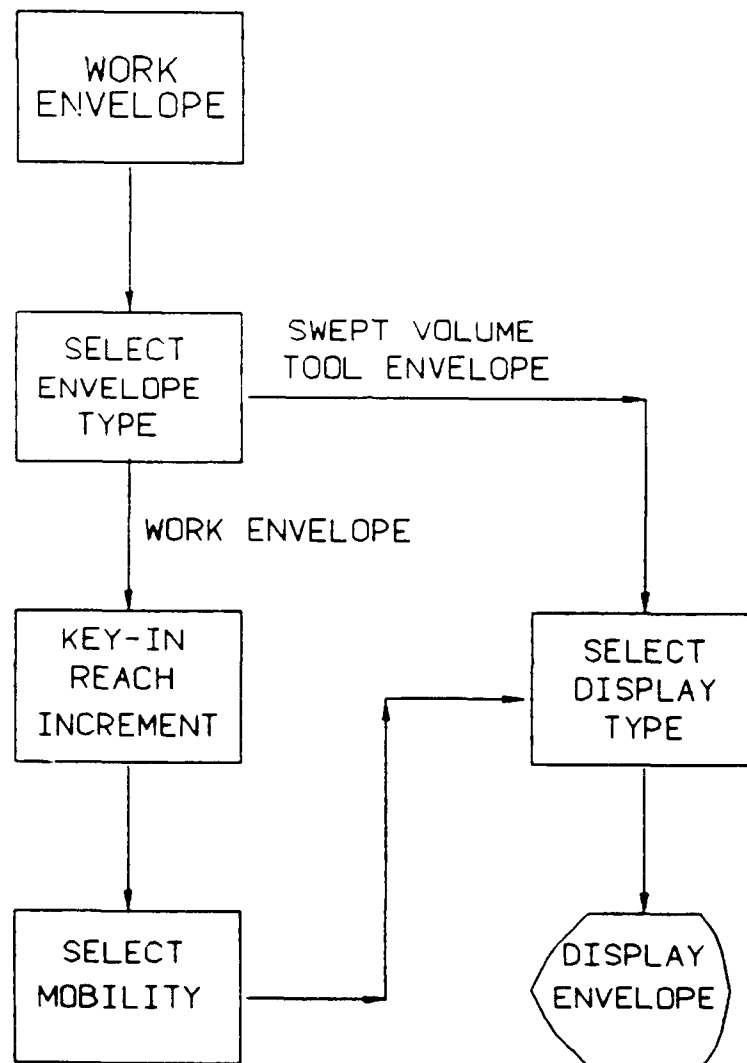 WORK
ENVELOPE
SELECT
ENVELOPE
TYPE
SWEPT VOLUME
TOOL ENVELOPE
WORK ENVELOPE
KEY-IN
REACH
INCREMENT
SELECT
DISPLAY
TYPE
SELECT
MOBILITY
DISPLAY
ENVELOPE